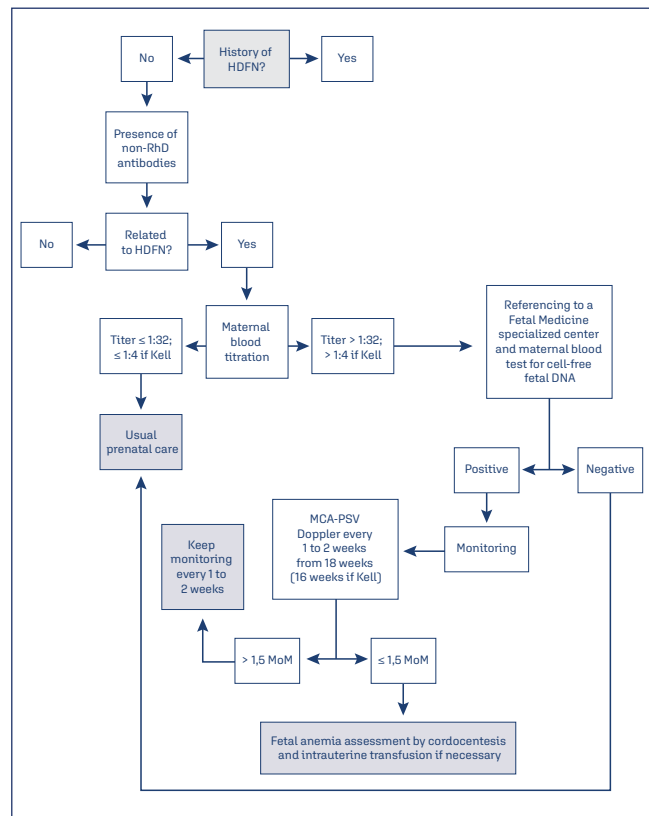 No
History of
HDFN?
Yes
Presence of
non-RhD
antibodies
No
Related
to HDFN?
Yes
Titer ≤ 1:32;
≤ 1:4 if Kell
Maternal
blood
titration
Titer > 1:32;
> 1:4 if Kell
Referencing to a
Fetal Medicine
specialized center
and maternal blood
test for cell-free
fetal DNA
Usual
prenatal care
Positive
Negative
Keep
monitoring
every 1 to
2 weeks
MCA-PSV
Doppler every
1 to 2 weeks
from 18 weeks
(16 weeks if Kell)
Monitoring
> 1,5 MoM
≤ 1,5 MoM
Fetal anemia assessment by cordocentesis
and intrauterine transfusion if necessary